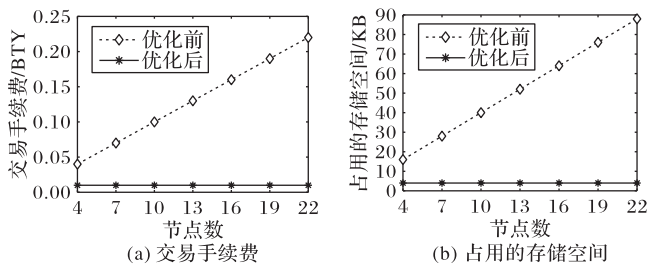 0.25
0.20
0.15
0.10
0.05
0.00
交易手续费/BTY
优化前
优化后
4 7 10 13 16 19 22
节点数
(a) 交易手续费
90
80
70
60
50
40
30
20
10
0
占用的存储空间/KB
优化前
优化后
4 7 10 13 16 19 22
节点数
(b) 占用的存储空间